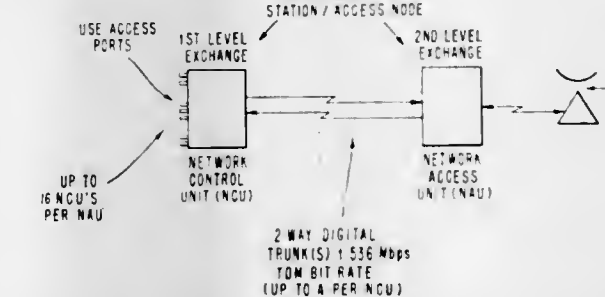 STATION / ACCESS NODE
USE ACCESS
PORTS
1ST LEVEL
EXCHANGE
2ND LEVEL
EXCHANGE
NETWORK
CONTROL
UNIT (NCU)
NETWORK
ACCESS
UNIT (NAU)
UP TO
16 NCU'S
PER NAU
2 WAY DIGITAL
TRUNK(S) 1 536 Mbps
TDM BIT RATE
(UP TO 4 PER NCU)